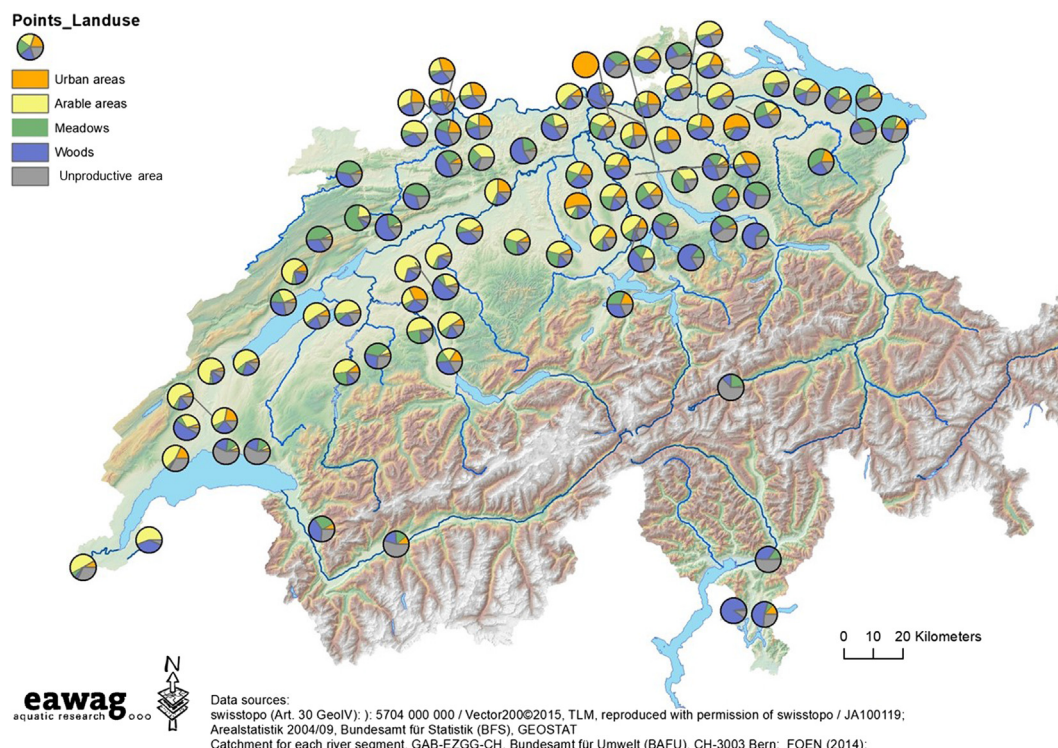 Points_Landuse
Urban areas
Arable areas
Meadows
Woods
Unproductive area
0 10 20 Kilometers
N
eawag
aquatic research
Data sources:
swisstopo (Art. 30 GeoIV): ): 5704 000 000 / Vector200©2015, TLM, reproduced with permission of swisstopo / JA100119;
Arealstatistik 2004/09, Bundesamt für Statistik (BFS), GEOSTAT
Catchment for each river segment, GAB-EZGG-CH, Bundesamt für Umwelt (BAFU), CH-3003 Bern; FOEN (2014):